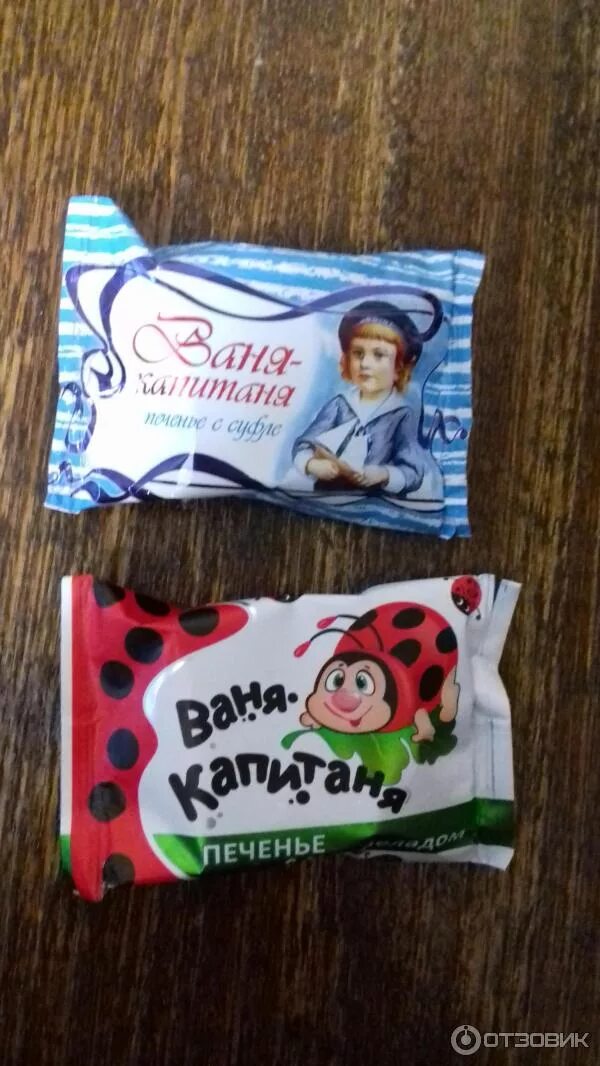 Ваня-
капитаня
печенье с суфле
Ваня-
Капитаня
ПЕЧЕНЬЕ
ОТЗОВИК